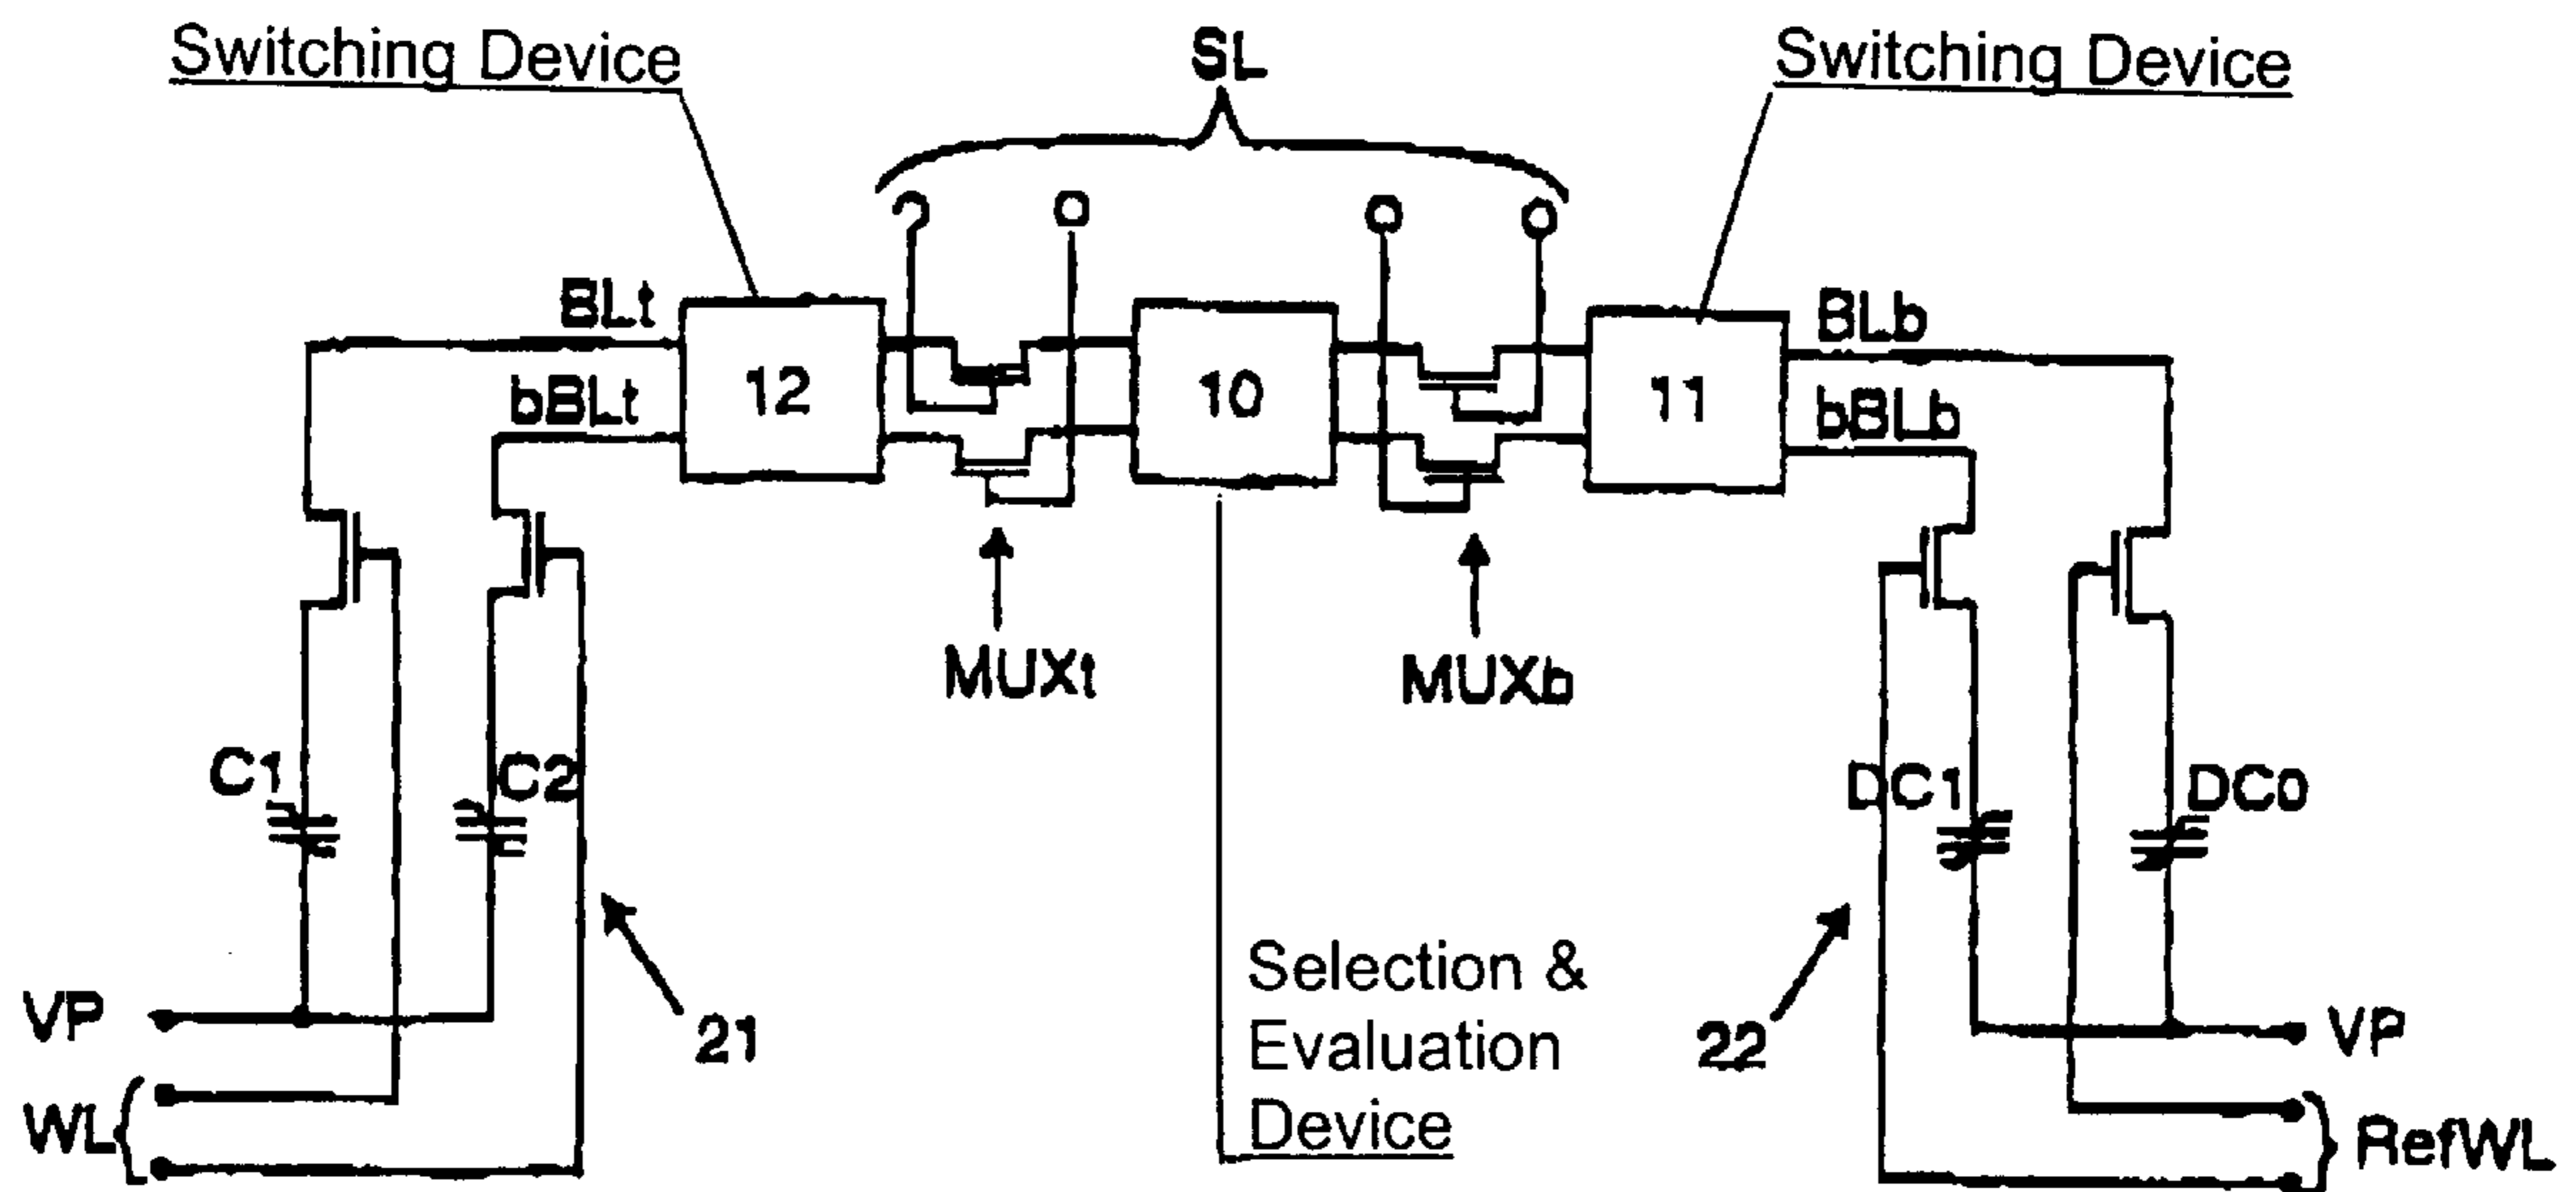 Switching Device
SL
Switching Device
BLt
bBLt
12
10
11
BLb
bBLb
MUXt
MUXb
C1
C2
DC1
DC0
21
22
Selection &
Evaluation
Device
VP
VP
WL
RefWL